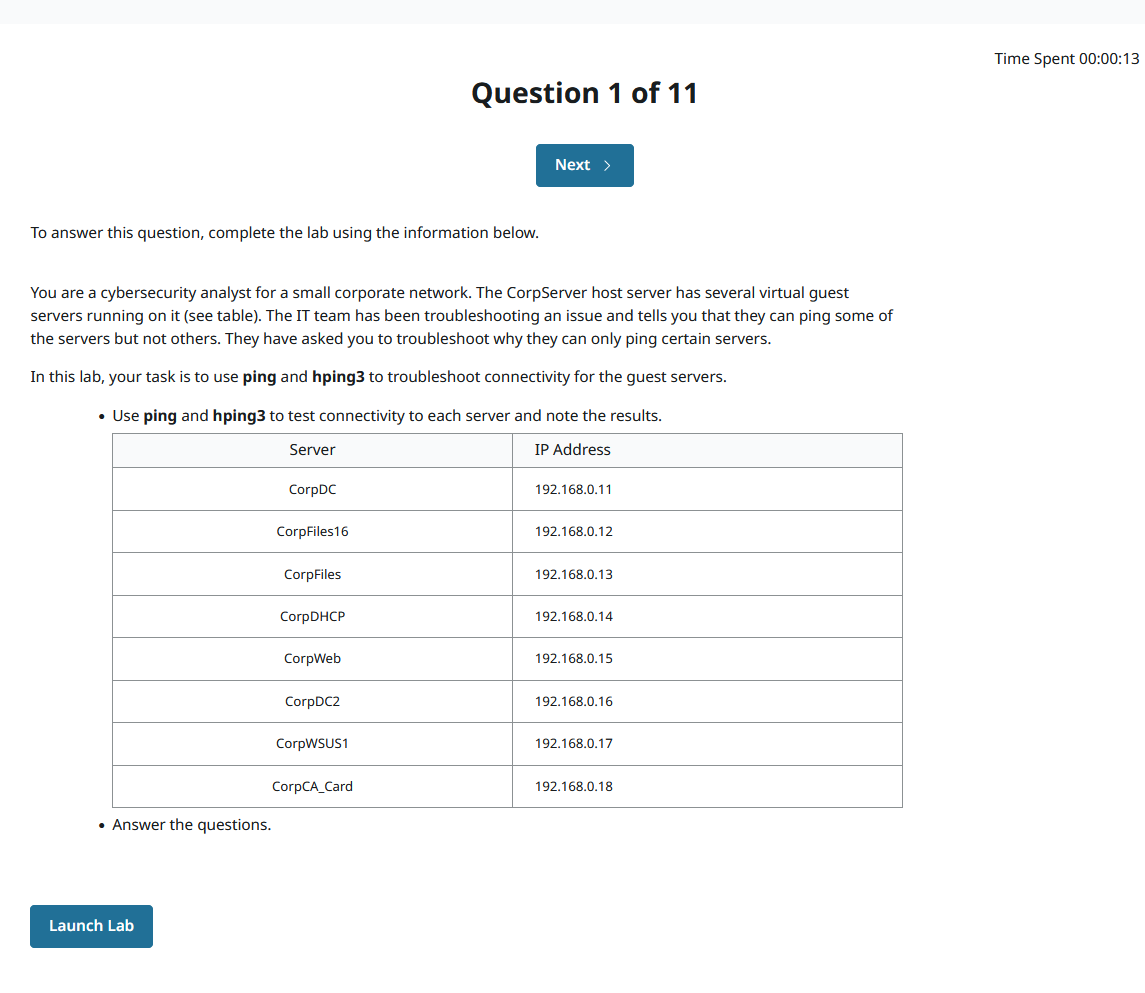 Time Spent 00:00:13
Question 1 of 11
Next
To answer this question, complete the lab using the information below.
You are a cybersecurity analyst for a small corporate network. The CorpServer host server has several virtual guest
servers running on it (see table). The IT team has been troubleshooting an issue and tells you that they can ping some of
the servers but not others. They have asked you to troubleshoot why they can only ping certain servers.
In this lab, your task is to use ping and hping3 to troubleshoot connectivity for the guest servers.
• Use ping and hping3 to test connectivity to each server and note the results.
Server IP Address
CorpDC 192.168.0.11
CorpFiles16 192.168.0.12
CorpFiles 192.168.0.13
CorpDHCP 192.168.0.14
CorpWeb 192.168.0.15
CorpDC2 192.168.0.16
CorpWSUS1 192.168.0.17
CorpCA_Card 192.168.0.18
• Answer the questions.
Launch Lab